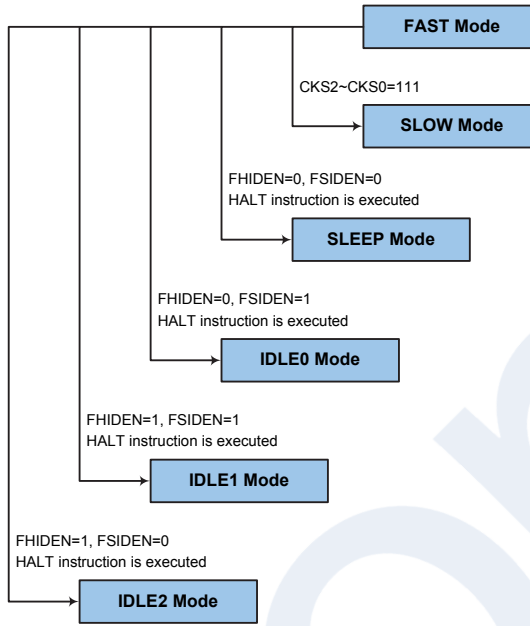 FAST Mode
CKS2~CKS0=111
SLOW Mode
FHIDEN=0, FSIDEN=0
HALT instruction is executed
SLEEP Mode
FHIDEN=0, FSIDEN=1
HALT instruction is executed
IDLE0 Mode
FHIDEN=1, FSIDEN=1
HALT instruction is executed
IDLE1 Mode
FHIDEN=1, FSIDEN=0
HALT instruction is executed
IDLE2 Mode